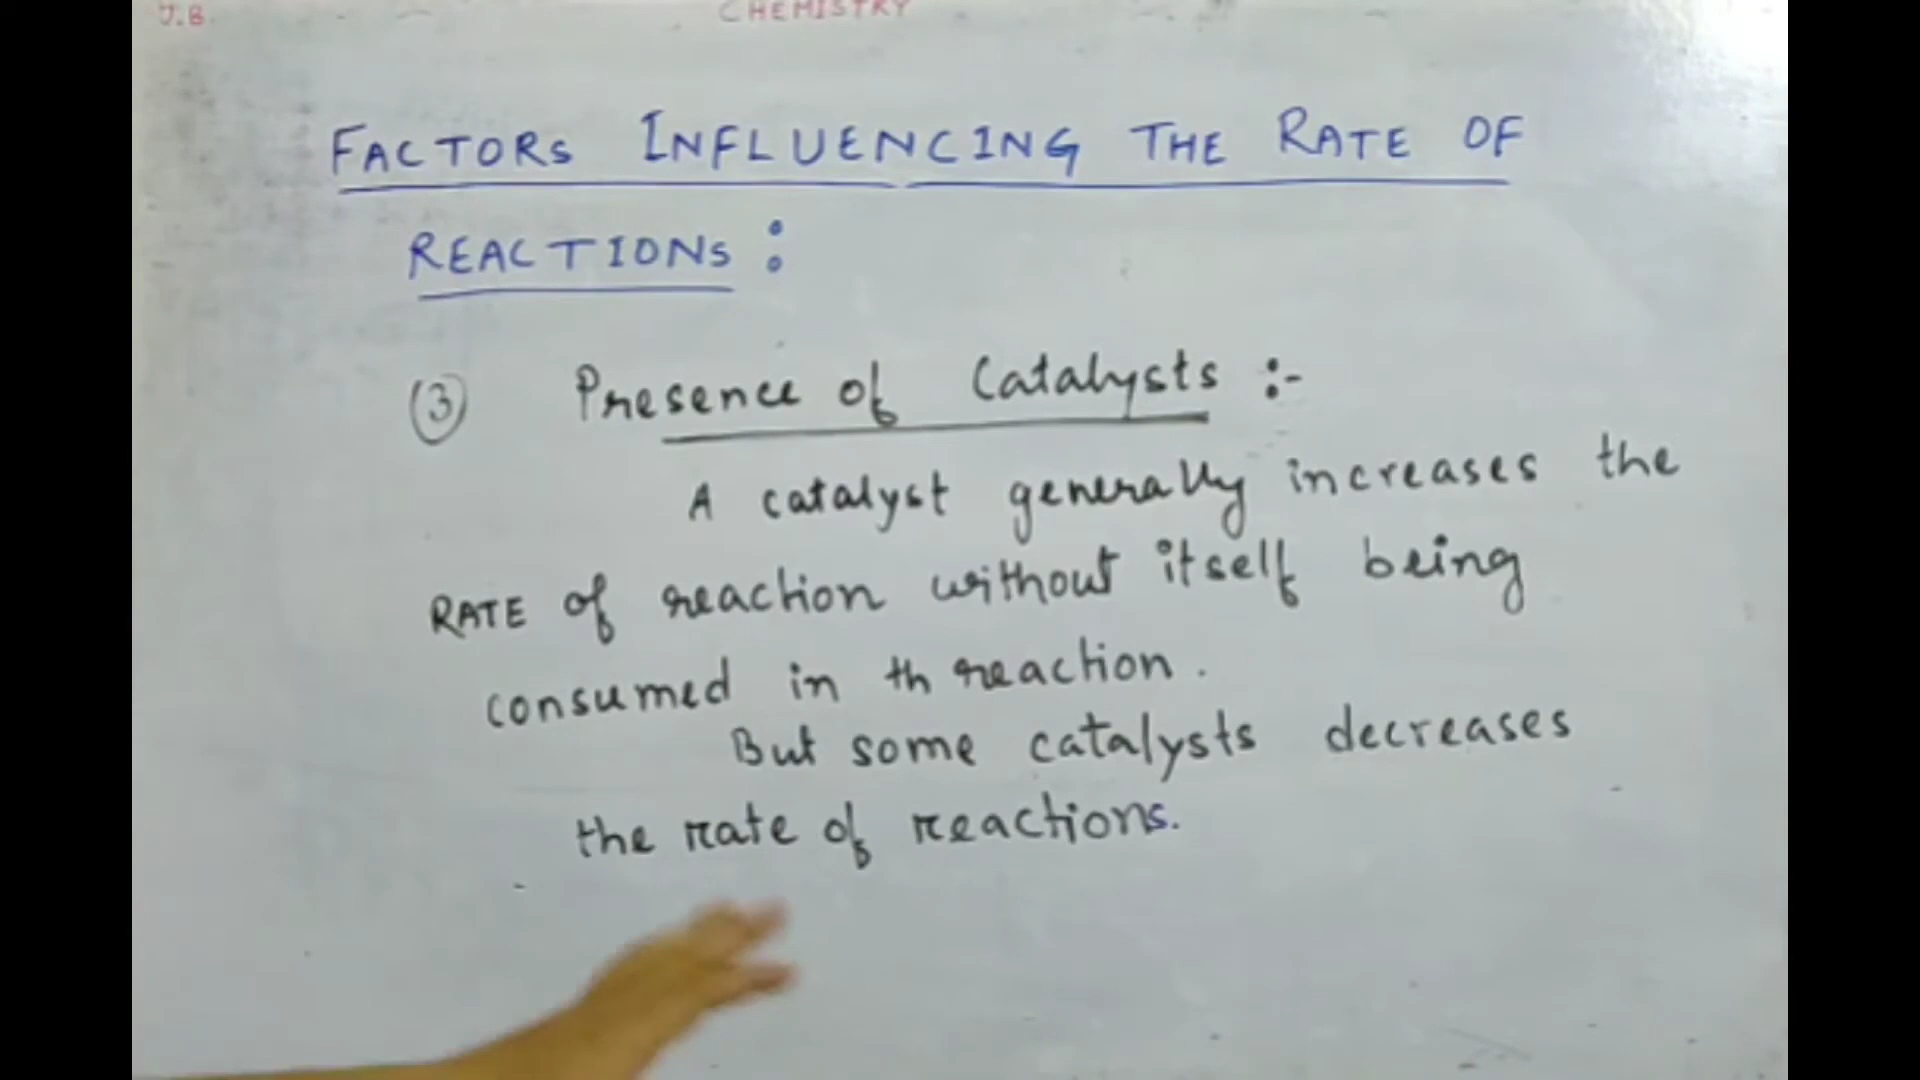 J.B. CHEMISTRY
FACTORS INFLUENCING THE RATE OF
REACTIONS :
(3) Presence of Catalysts :-
A catalyst generally increases the
RATE of reaction without itself being
consumed in th reaction.
But some catalysts decreases
the rate of reactions.